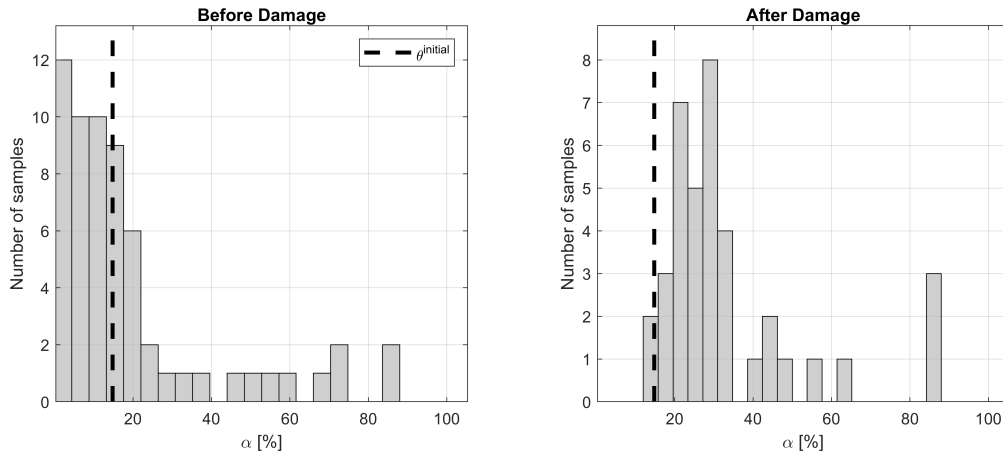 Before Damage
θ^initial
12
10
8
6
4
2
0
Number of samples
20 40 60 80 100
α [%]
After Damage
8
7
6
5
4
3
2
1
0
Number of samples
20 40 60 80 100
α [%]